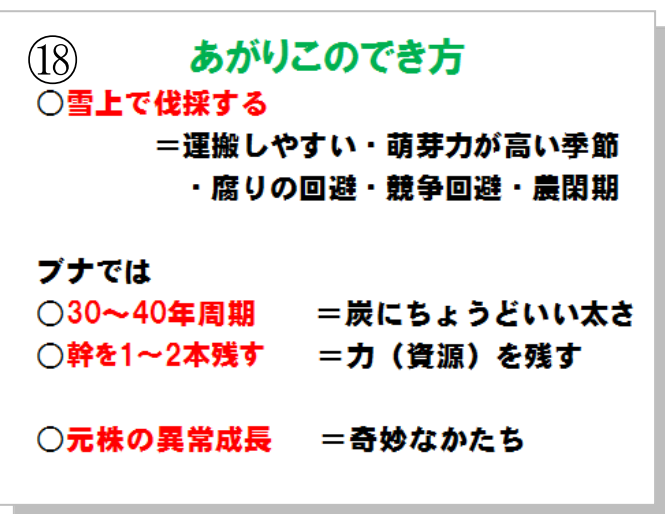 ⑱ あがりこのでき方
○雪上で伐採する
＝運搬しやすい・萌芽力が高い季節
・腐りの回避・競争回避・農閑期
ブナでは
○30～40年周期 ＝炭にちょうどいい太さ
○幹を1～2本残す ＝力（資源）を残す
○元株の異常成長 ＝奇妙なかたち